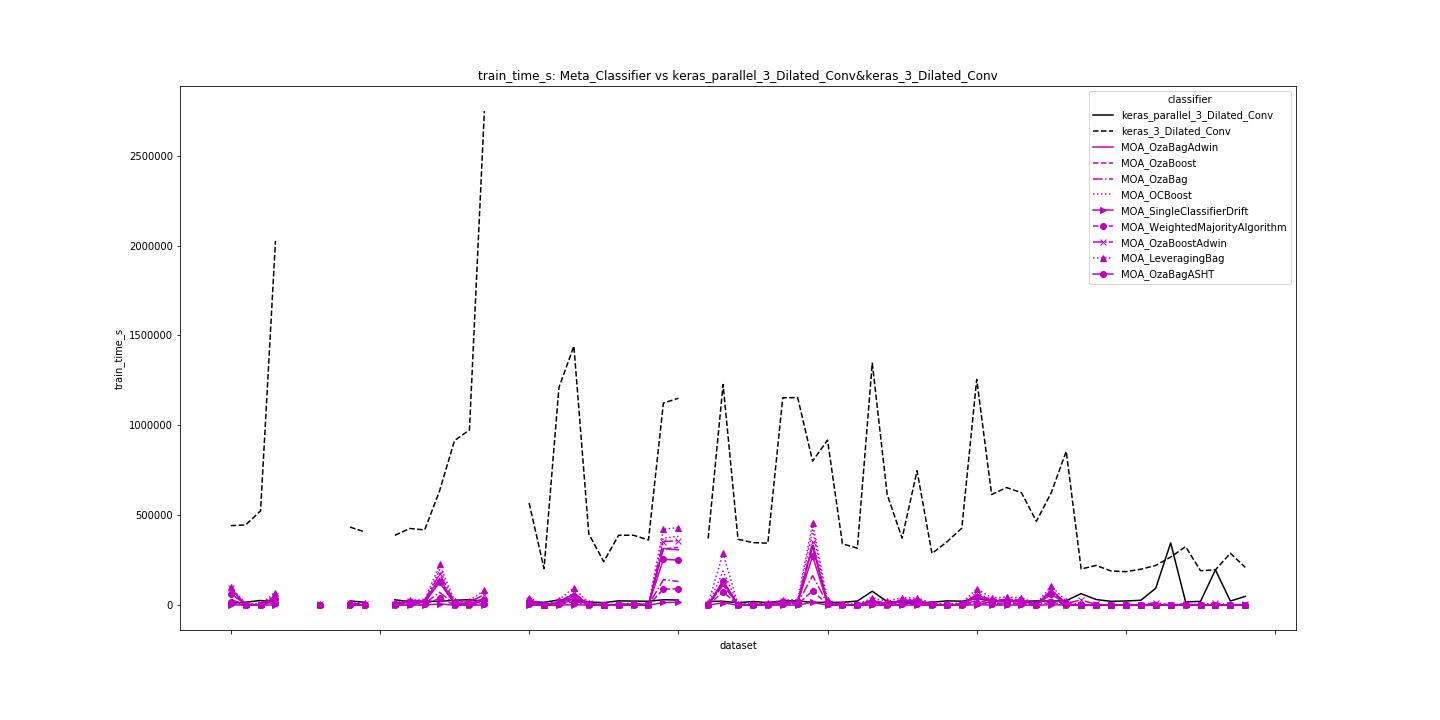 train_time_s: Meta_Classifier vs keras_parallel_3_Dilated_Conv&keras_3_Dilated_Conv
classifier
keras_parallel_3_Dilated_Conv
keras_3_Dilated_Conv
MOA_OzaBagAdwin
MOA_OzaBoost
MOA_OzaBag
MOA_OCBoost
MOA_SingleClassifierDrift
MOA_WeightedMajorityAlgorithm
MOA_OzaBoostAdwin
MOA_LeveragingBag
MOA_OzaBagASHT
2500000
2000000
1500000
1000000
500000
0
train_time_s
dataset